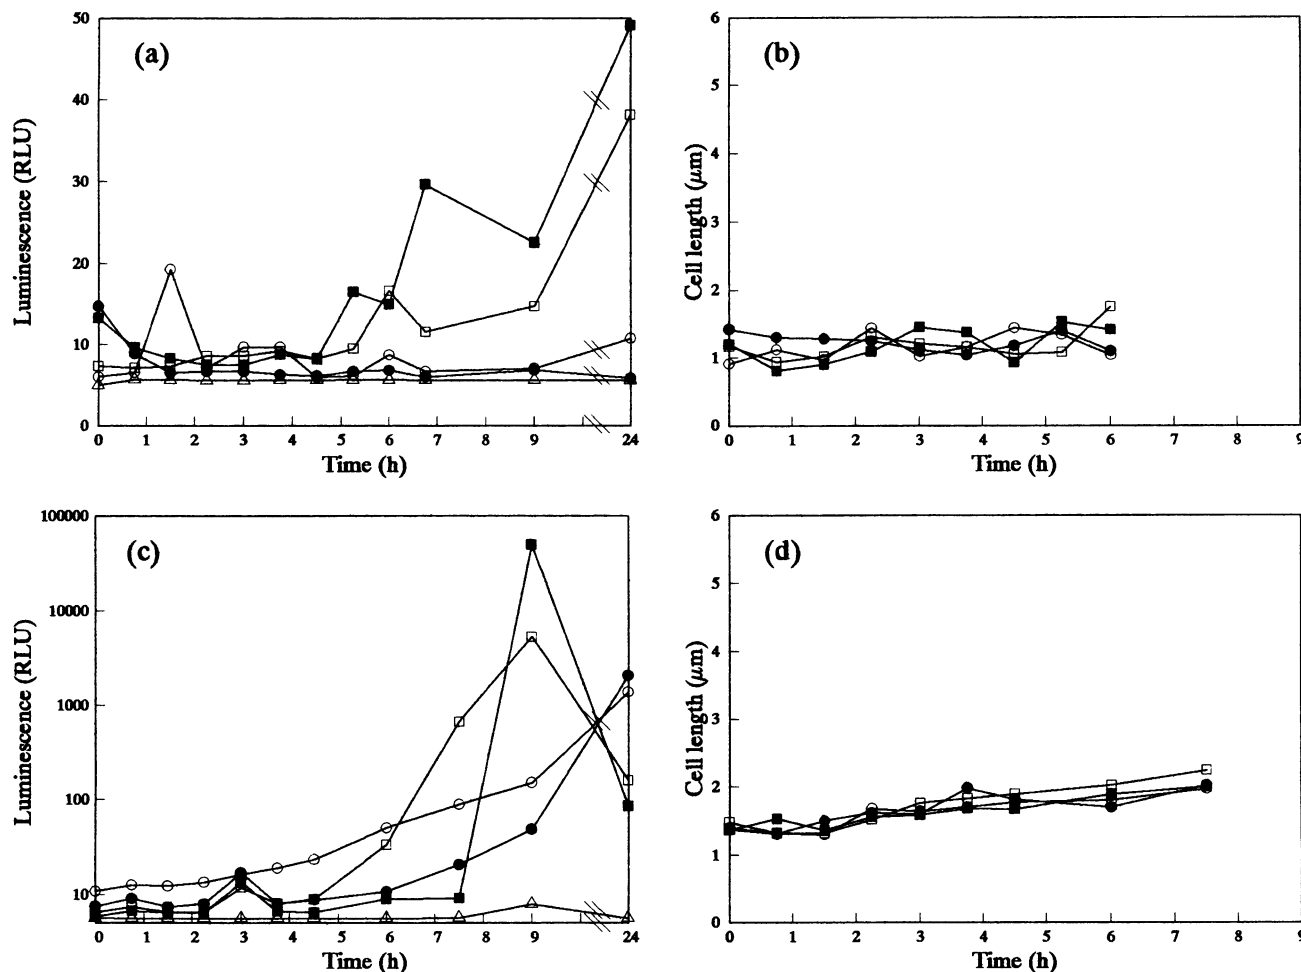 (a)
50
40
30
20
10
0
Luminescence (RLU)
0 1 2 3 4 5 6 7 8 9 24
Time (h)
(b)
6
5
4
3
2
1
0
Cell length (μm)
0 1 2 3 4 5 6 7 8 9
Time (h)
(c)
100000
10000
1000
100
10
Luminescence (RLU)
0 1 2 3 4 5 6 7 8 9 24
Time (h)
(d)
6
5
4
3
2
1
0
Cell length (μm)
0 1 2 3 4 5 6 7 8 9
Time (h)